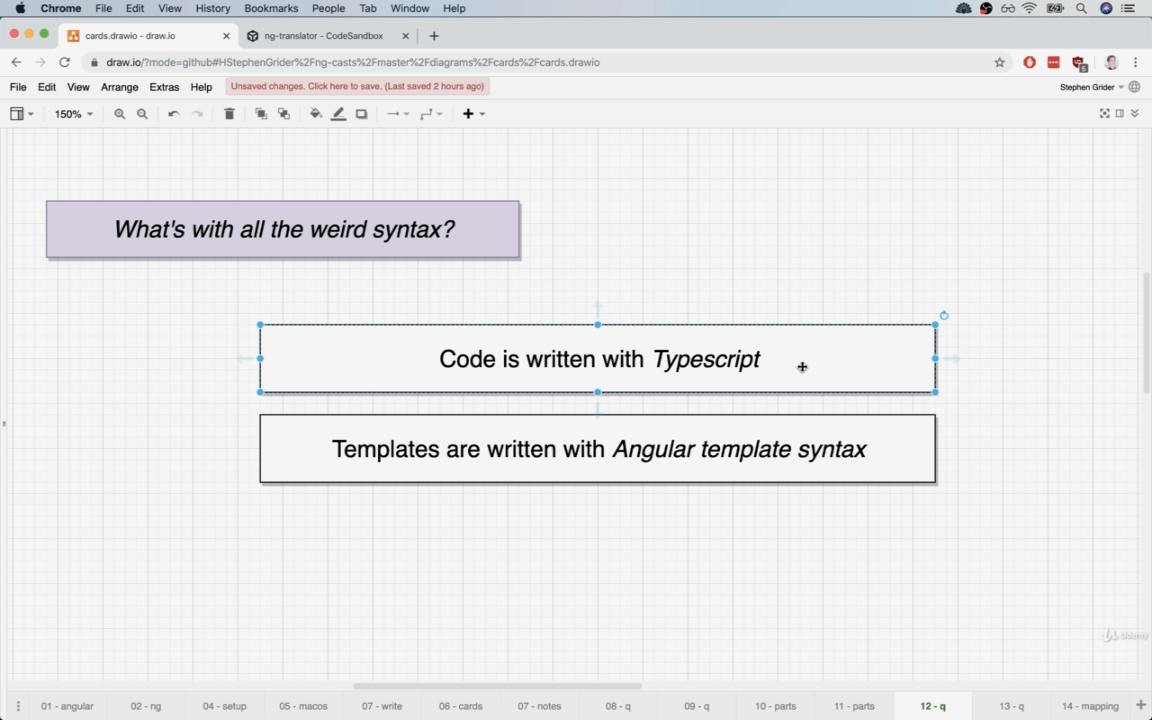 Chrome File Edit View History Bookmarks People Tab Window Help
cards.drawio - draw.io ng-translator - CodeSandbox
draw.io/?mode=github#HStephenGrider%2Fng-casts%2Fmaster%2Fdiagrams%2Fcards%2Fcards.drawio
File Edit View Arrange Extras Help Unsaved changes. Click here to save. (Last saved 2 hours ago) Stephen Grider
150%
What's with all the weird syntax?
Code is written with Typescript
Templates are written with Angular template syntax
Udemy
01 - angular 02 - ng 04 - setup 05 - macos 07 - write 06 - cards 07 - notes 08 - q 09 - q 10 - parts 11 - parts 12 - q 13 - q 14 - mapping